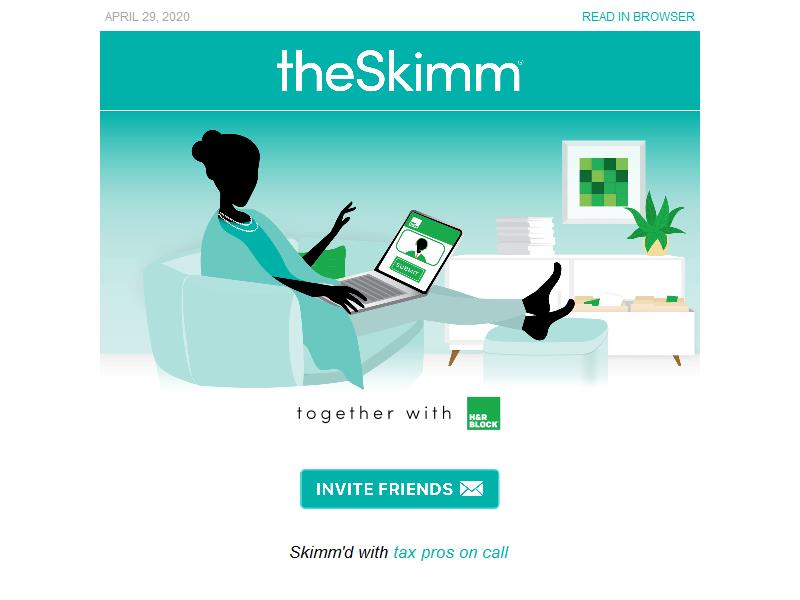 APRIL 29, 2020
READ IN BROWSER
theSkimm®
H&R BLOCK
SUBMIT
together with
H&R
BLOCK
INVITE FRIENDS
Skimm'd with tax pros on call